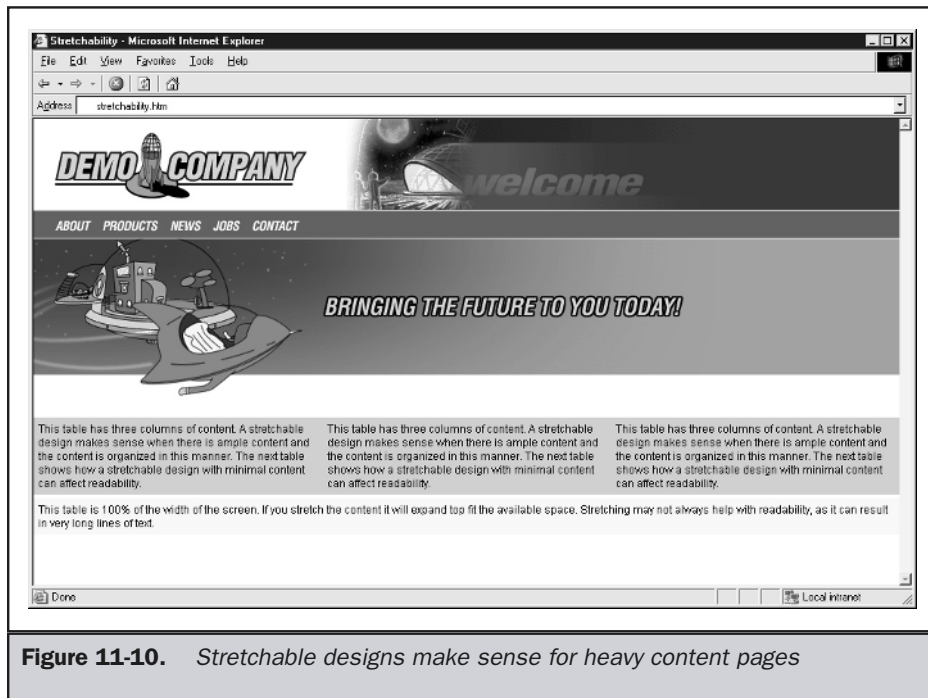 Stretchability - Microsoft Internet Explorer
File Edit View Favorites Tools Help
Address stretchability.htm
DEMO COMPANY
welcome
ABOUT PRODUCTS NEWS JOBS CONTACT
BRINGING THE FUTURE TO YOU TODAY!
This table has three columns of content. A stretchable
design makes sense when there is ample content and
the content is organized in this manner. The next table
shows how a stretchable design with minimal content
can affect readability.
This table has three columns of content. A stretchable
design makes sense when there is ample content and
the content is organized in this manner. The next table
shows how a stretchable design with minimal content
can affect readability.
This table has three columns of content. A stretchable
design makes sense when there is ample content and
the content is organized in this manner. The next table
shows how a stretchable design with minimal content
can affect readability.
This table is 100% of the width of the screen. If you stretch the content it will expand top fit the available space. Stretching may not always help with readability, as it can result
in very long lines of text.
Done Local intranet
Figure 11-10. Stretchable designs make sense for heavy content pages